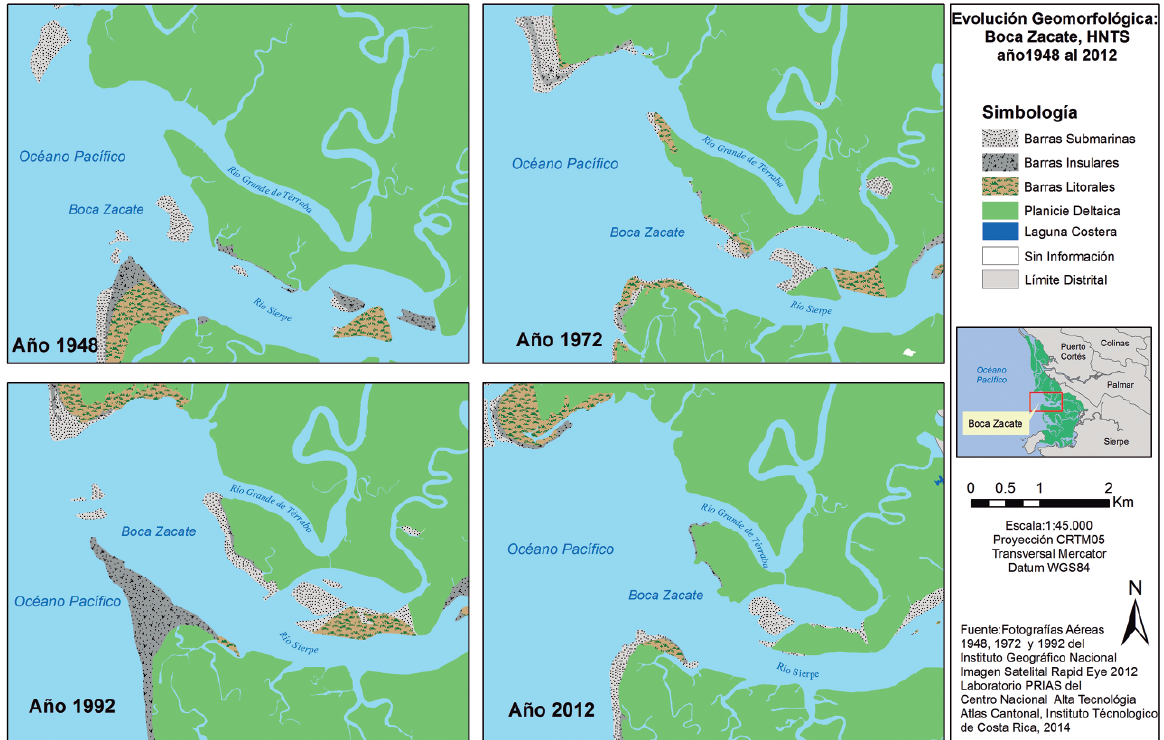 Océano Pacífico
Río Grande de Térraba
Boca Zacate
Río Sierpe
Año 1948
Océano Pacífico
Río Grande de Térraba
Boca Zacate
Río Sierpe
Año 1972
Río Grande de Térraba
Boca Zacate
Océano Pacífico
Río Sierpe
Año 1992
Río Grande de Térraba
Océano Pacífico
Boca Zacate
Río Sierpe
Año 2012
Evolución Geomorfológica:
Boca Zacate, HNTS
año1948 al 2012
Simbología
Barras Submarinas
Barras Insulares
Barras Litorales
Planicie Deltaica
Laguna Costera
Sin Información
Límite Distrital
Puerto
Cortés
Colinas
Océano
Pacífico
Palmar
Boca Zacate
Sierpe
0 0.5 1 2
Km
Escala:1:45.000
Proyección CRTM05
Transversal Mercator
Datum WGS84
N
Fuente:Fotografías Aéreas
1948, 1972 y 1992 del
Instituto Geográfico Nacional
Imagen Satelital Rapid Eye 2012
Laboratorio PRIAS del
Centro Nacional Alta Tecnológia
Atlas Cantonal, Instituto Técnologico
de Costa Rica, 2014